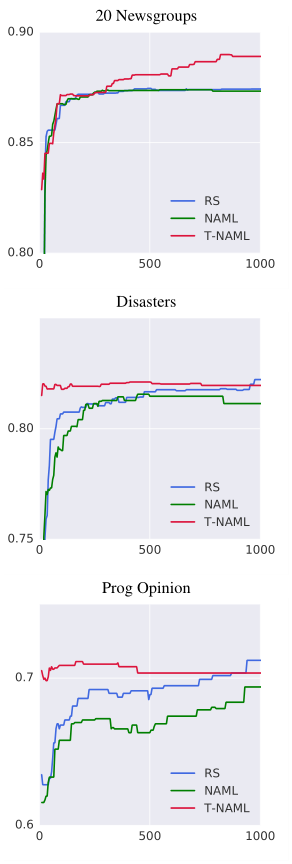 20 Newsgroups
0.90
0.85
0.80
RS
NAML
T-NAML
0 500 1000
Disasters
0.80
0.75
RS
NAML
T-NAML
0 500 1000
Prog Opinion
0.7
0.6
RS
NAML
T-NAML
0 500 1000